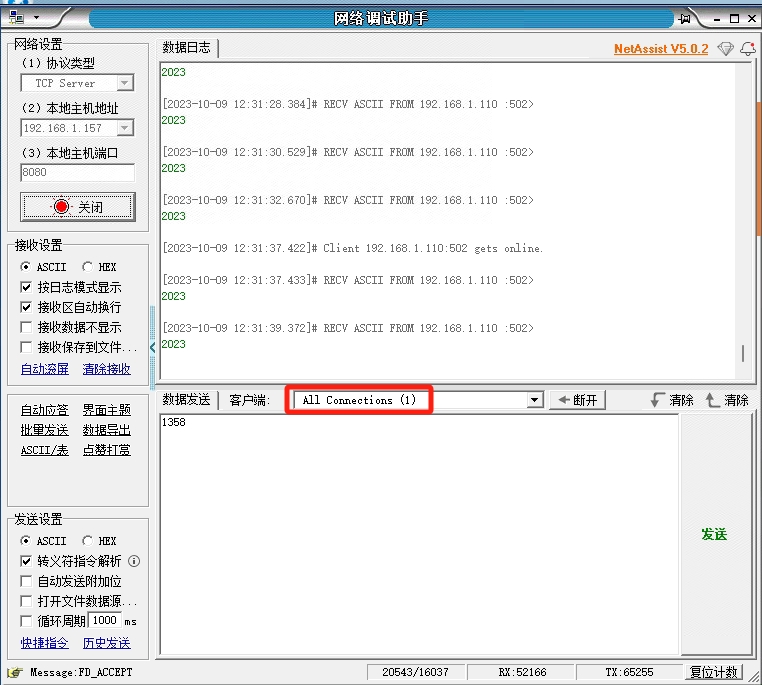 网络调试助手
网络设置
(1) 协议类型
TCP Server
(2) 本地主机地址
192.168.1.157
(3) 本地主机端口
8080
关闭
接收设置
ASCII HEX
按日志模式显示
接收区自动换行
接收数据不显示
接收保存到文件...
自动滚屏 清除接收
自动应答 界面主题
批量发送 数据导出
ASCII/表 点赞打赏
发送设置
ASCII HEX
转义符指令解析
自动发送附加位
打开文件数据源...
循环周期 1000 ms
快捷指令 历史发送
数据日志
NetAssist V5.0.2
2023
[2023-10-09 12:31:28.384]# RECV ASCII FROM 192.168.1.110 :502>
2023
[2023-10-09 12:31:30.529]# RECV ASCII FROM 192.168.1.110 :502>
2023
[2023-10-09 12:31:32.670]# RECV ASCII FROM 192.168.1.110 :502>
2023
[2023-10-09 12:31:37.422]# Client 192.168.1.110:502 gets online.
[2023-10-09 12:31:37.433]# RECV ASCII FROM 192.168.1.110 :502>
2023
[2023-10-09 12:31:39.372]# RECV ASCII FROM 192.168.1.110 :502>
2023
数据发送 客户端: All Connections (1) 断开 清除 清除
1358
发送
Message:FD_ACCEPT 20543/16037 RX:52166 TX:65255 复位计数